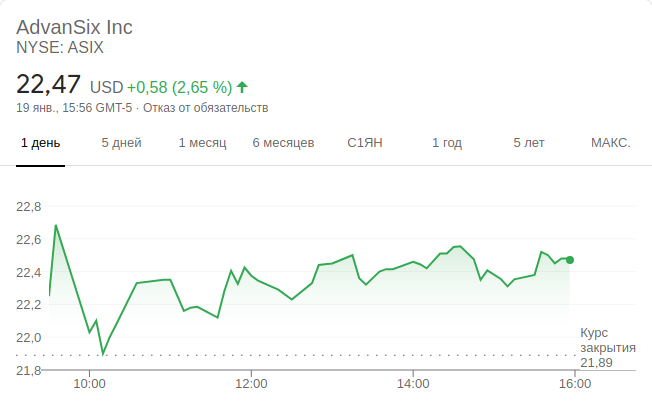 AdvanSix Inc
NYSE: ASIX
22,47 USD +0,58 (2,65 %)
19 янв., 15:56 GMT-5 · Отказ от обязательств
1 день 5 дней 1 месяц 6 месяцев С1ЯН 1 год 5 лет МАКС.
22,8
22,6
22,4
22,2
22,0
21,8
Курс
закрытия
21,89
10:00 12:00 14:00 16:00